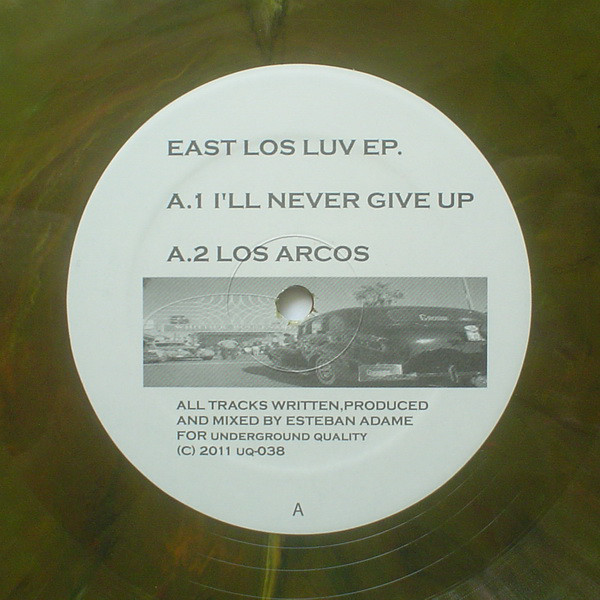 EAST LOS LUV EP.
A.1 I'LL NEVER GIVE UP
A.2 LOS ARCOS
ALL TRACKS WRITTEN,PRODUCED
AND MIXED BY ESTEBAN ADAME
FOR UNDERGROUND QUALITY
(C) 2011 UQ-038
A